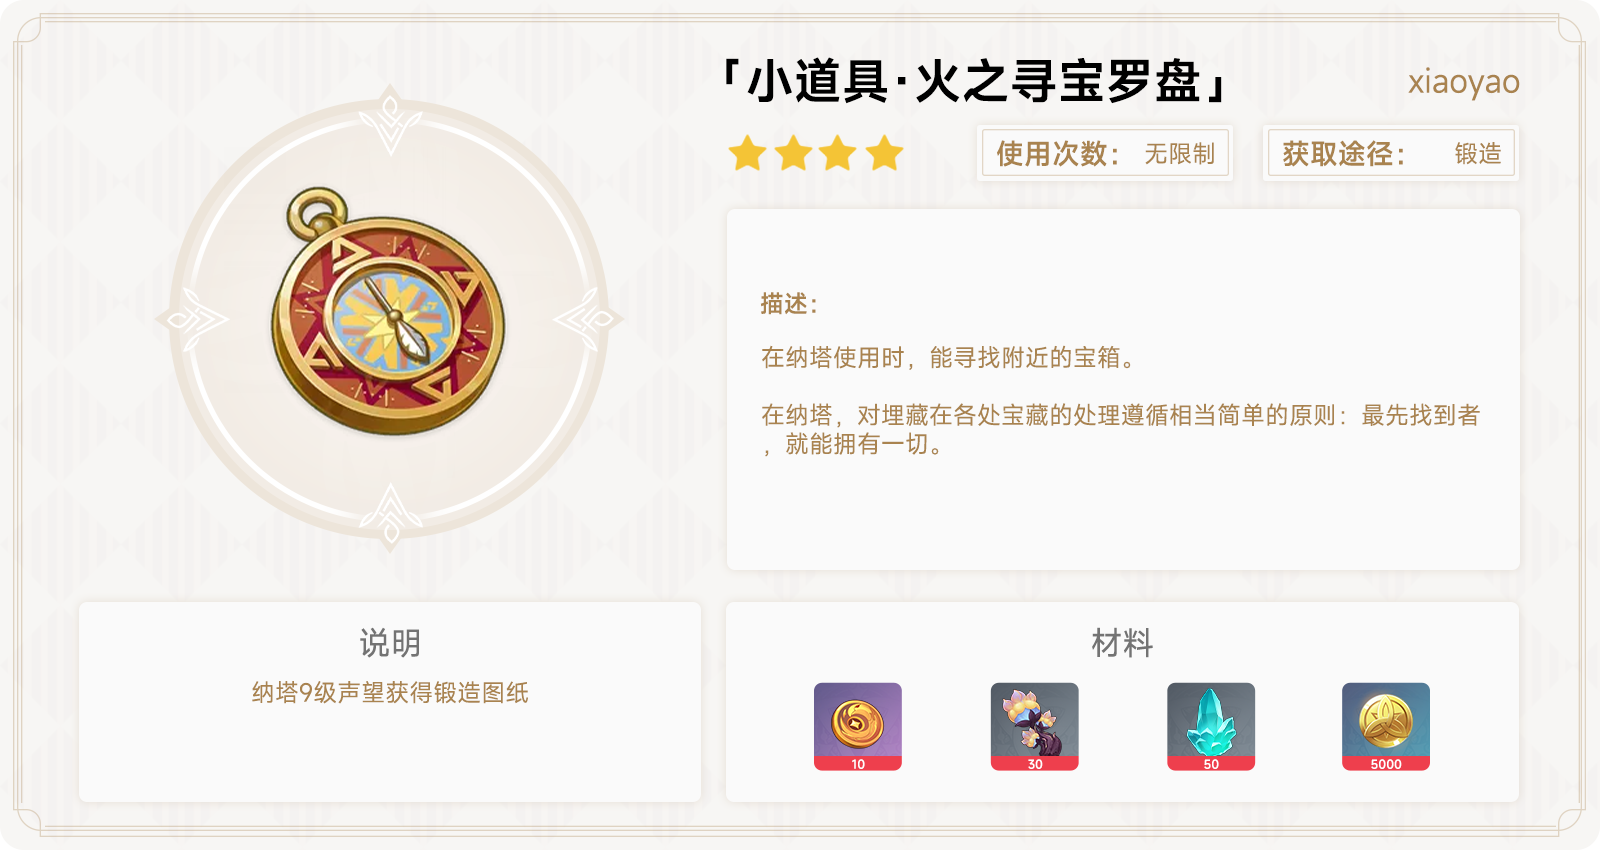 「小道具·火之寻宝罗盘」
xiaoyao
使用次数： 无限制
获取途径： 锻造
描述：
在纳塔使用时，能寻找附近的宝箱。
在纳塔，对埋藏在各处宝藏的处理遵循相当简单的原则：最先找到者
，就能拥有一切。
说明
纳塔9级声望获得锻造图纸
材料
10
30
50
5000